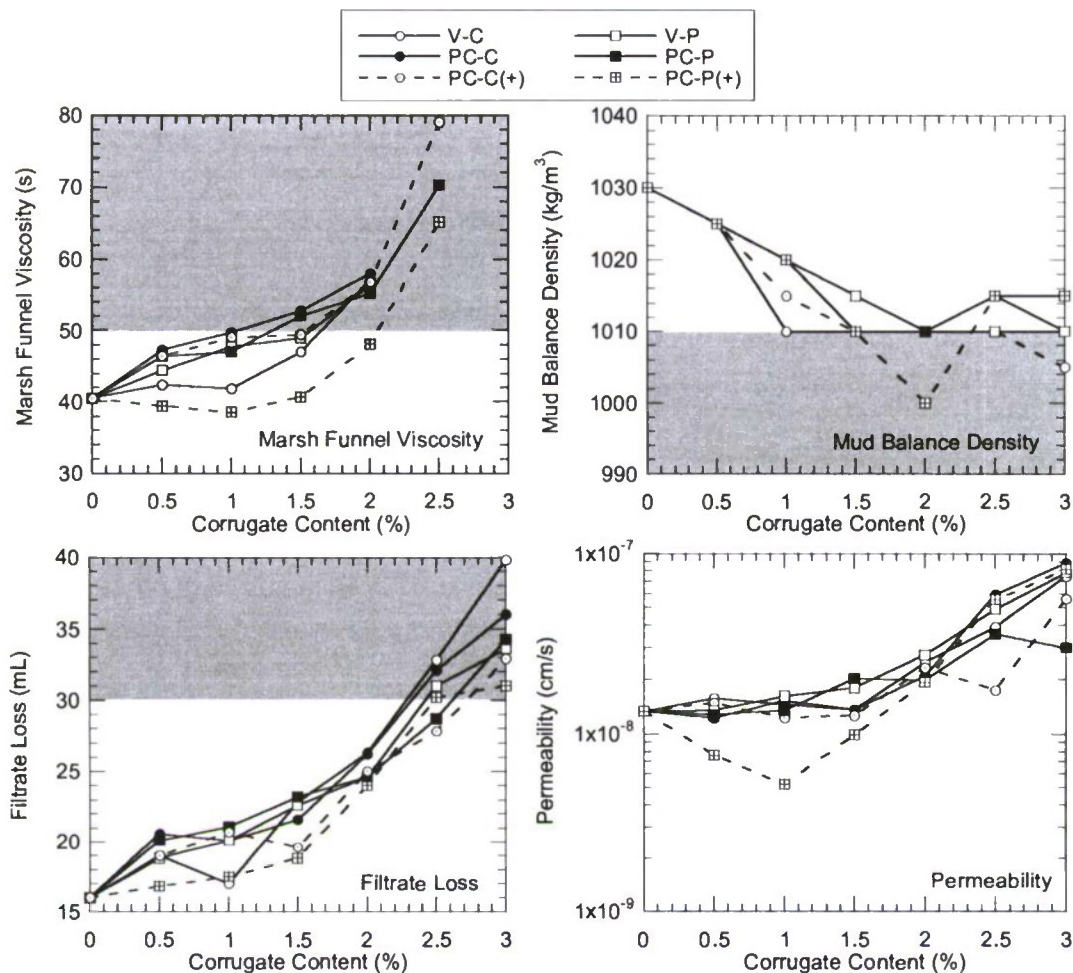 V-C
V-P
PC-C
PC-P
PC-C(+)
PC-P(+)
80
70
60
50
40
30
Marsh Funnel Viscosity (s)
Marsh Funnel Viscosity
0 0.5 1 1.5 2 2.5 3
Corrugate Content (%)
1040
1030
1020
1010
1000
990
Mud Balance Density (kg/m³)
Mud Balance Density
0 0.5 1 1.5 2 2.5 3
Corrugate Content (%)
40
35
30
25
20
15
Filtrate Loss (mL)
Filtrate Loss
0 0.5 1 1.5 2 2.5 3
Corrugate Content (%)
1x10⁻⁷
1x10⁻⁸
1x10⁻⁹
Permeability (cm/s)
Permeability
0 0.5 1 1.5 2 2.5 3
Corrugate Content (%)